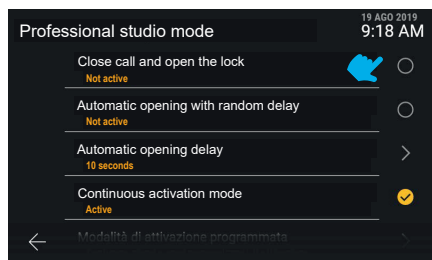 19 AGO 2019
Professional studio mode
9:18 AM
Close call and open the lock
Not active
Automatic opening with random delay
Not active
Automatic opening delay
10 seconds
Continuous activation mode
Active
Modalità di attivazione programmata